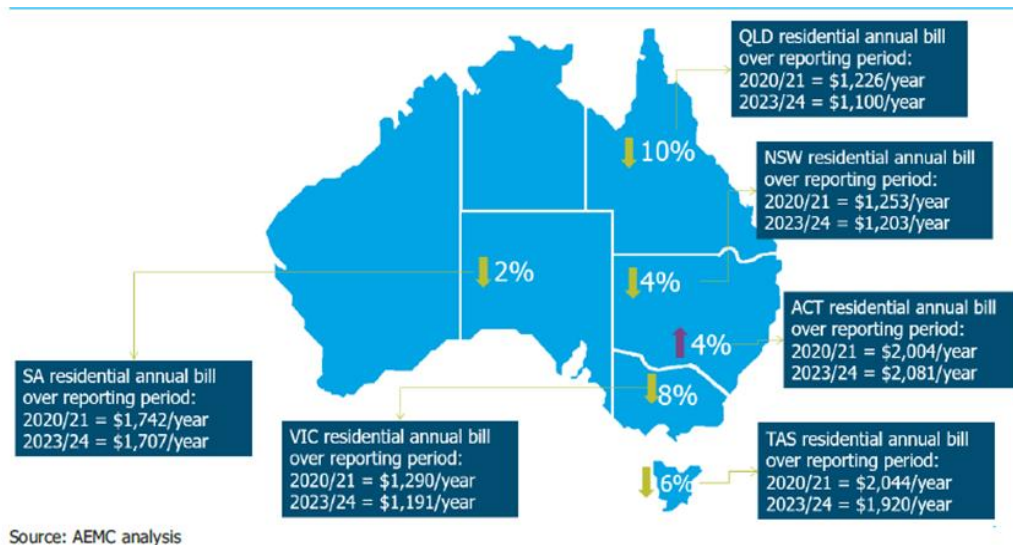 QLD residential annual bill
over reporting period:
2020/21 = $1,226/year
2023/24 = $1,100/year
10%
NSW residential annual bill
over reporting period:
2020/21 = $1,253/year
2023/24 = $1,203/year
2%
4%
ACT residential annual bill
over reporting period:
2020/21 = $2,004/year
2023/24 = $2,081/year
4%
SA residential annual bill
over reporting period:
2020/21 = $1,742/year
2023/24 = $1,707/year
8%
VIC residential annual bill
over reporting period:
2020/21 = $1,290/year
2023/24 = $1,191/year
TAS residential annual bill
over reporting period:
2020/21 = $2,044/year
2023/24 = $1,920/year
6%
Source: AEMC analysis